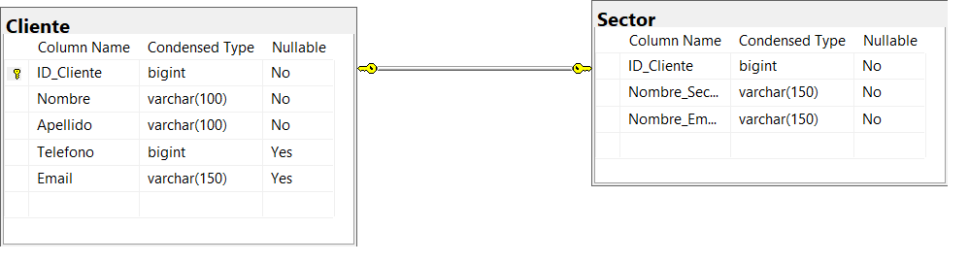 Cliente
Column Name Condensed Type Nullable
ID_Cliente bigint No
Nombre varchar(100) No
Apellido varchar(100) No
Telefono bigint Yes
Email varchar(150) Yes
Sector
Column Name Condensed Type Nullable
ID_Cliente bigint No
Nombre_Sec... varchar(150) No
Nombre_Em... varchar(150) No